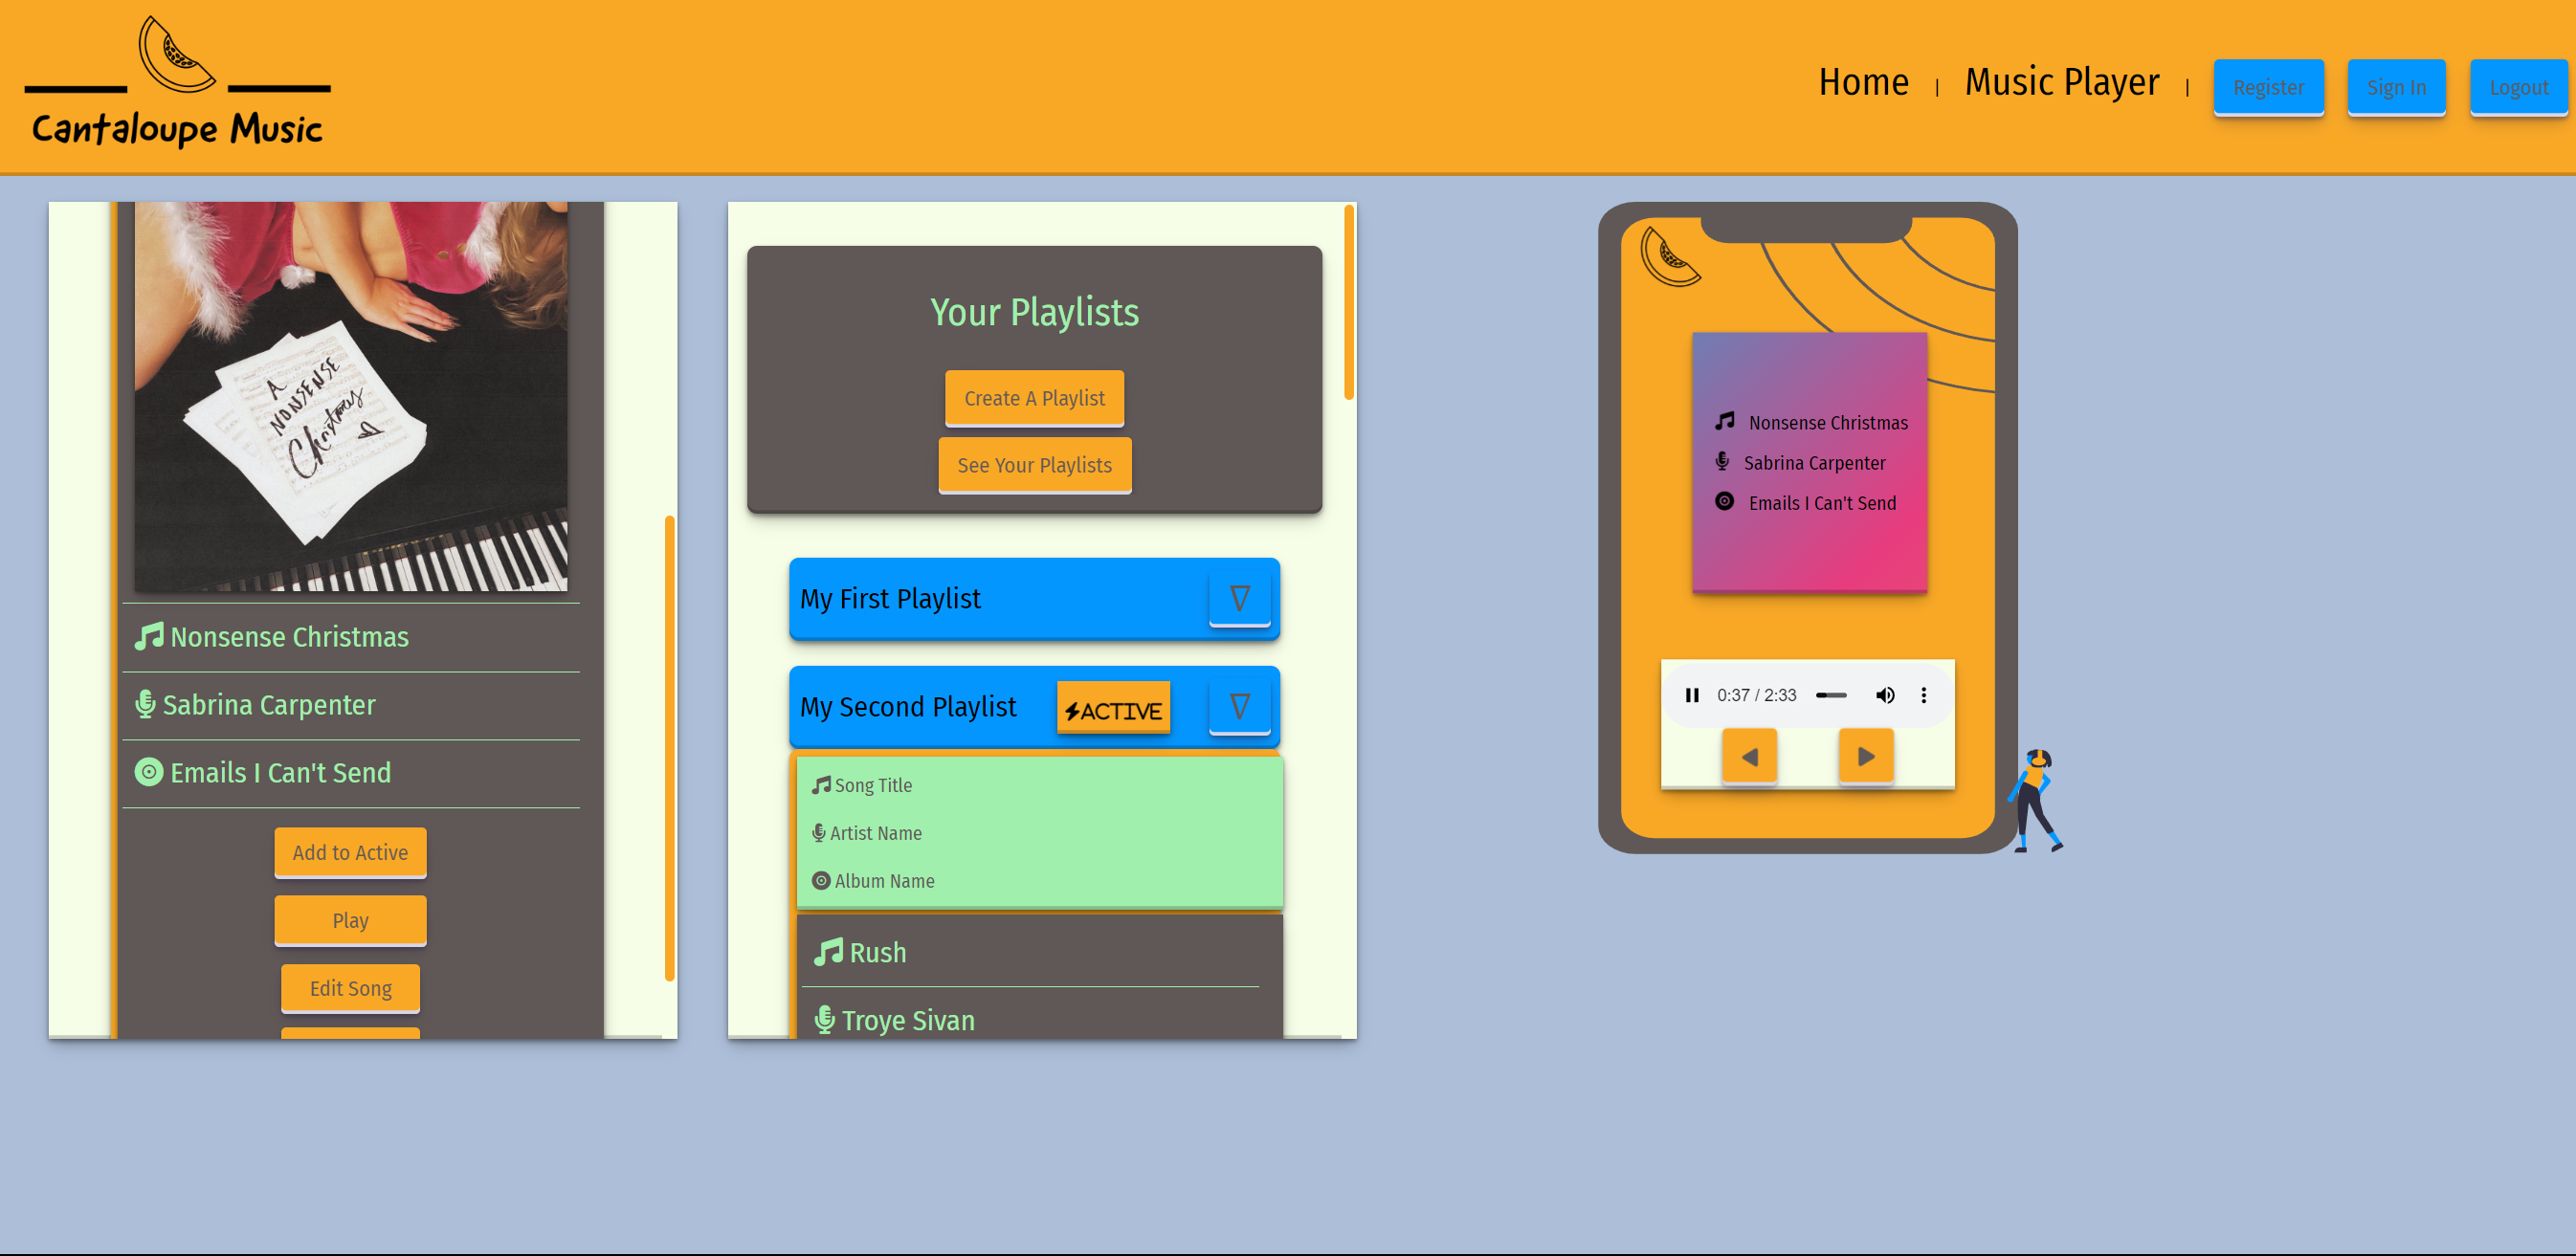 Cantaloupe Music
Home | Music Player | Register Sign In Logout
A
NONSENSE
Christmas
Nonsense Christmas
Sabrina Carpenter
Emails I Can't Send
Add to Active
Play
Edit Song
Your Playlists
Create A Playlist
See Your Playlists
My First Playlist
My Second Playlist ACTIVE
Song Title
Artist Name
Album Name
Rush
Troye Sivan
Nonsense Christmas
Sabrina Carpenter
Emails I Can't Send
0:37 / 2:33